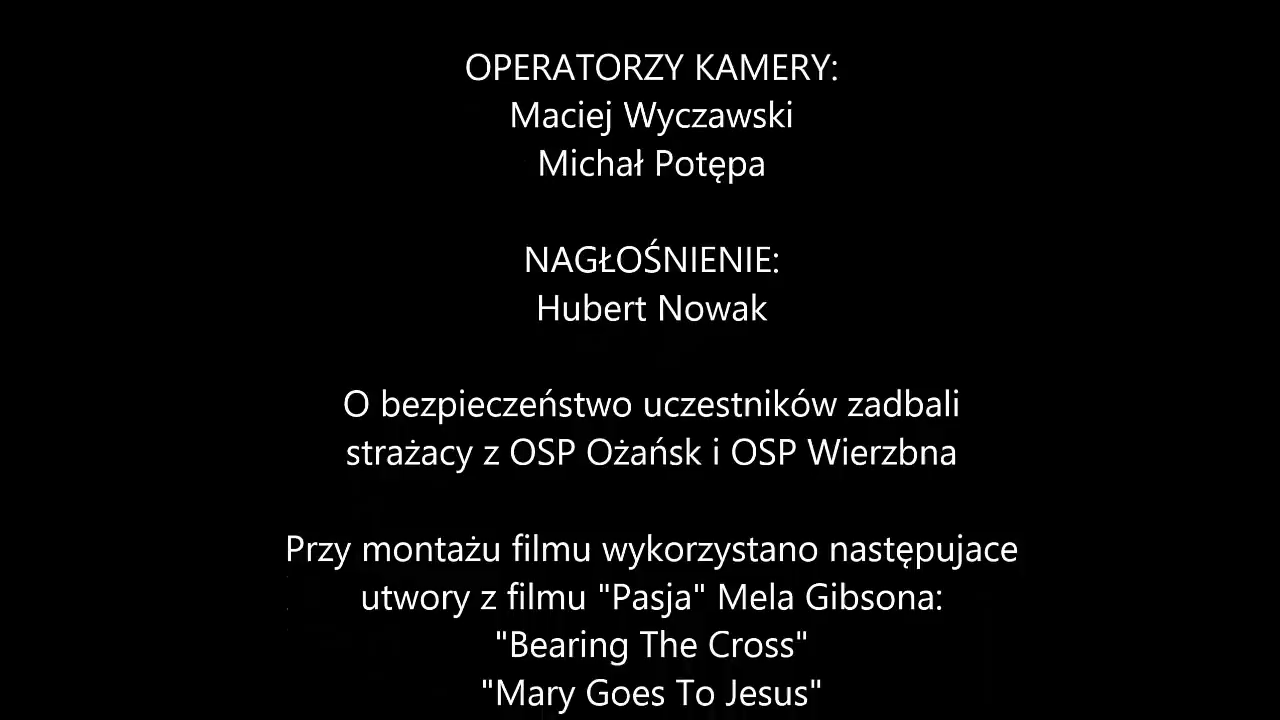 OPERATORZY KAMERY:
Maciej Wyczawski
Michał Potępa
NAGŁOŚNIENIE:
Hubert Nowak
O bezpieczeństwo uczestników zadbali
strażacy z OSP Ożańsk i OSP Wierzbna
Przy montażu filmu wykorzystano następujace
utwory z filmu "Pasja" Mela Gibsona:
"Bearing The Cross"
"Mary Goes To Jesus"